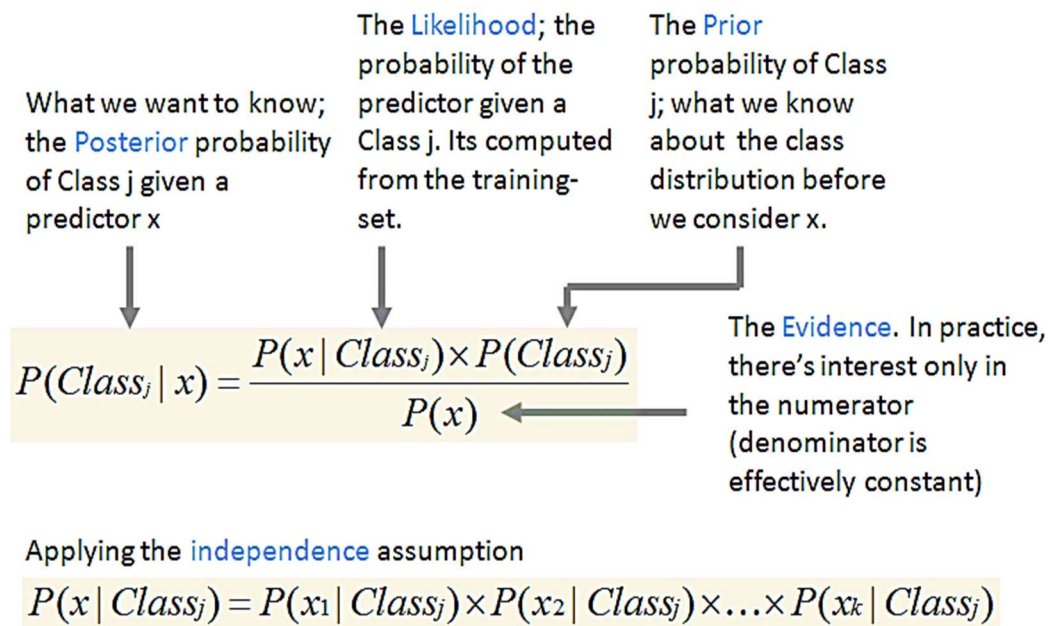 What we want to know;
the Posterior probability
of Class j given a
predictor x
The Likelihood; the
probability of the
predictor given a
Class j. Its computed
from the training-
set.
The Prior
probability of Class
j; what we know
about the class
distribution before
we consider x.
P(Classⱼ | x) = P(x | Classⱼ) × P(Classⱼ)
P(x)
The Evidence. In practice,
there's interest only in
the numerator
(denominator is
effectively constant)
Applying the independence assumption
P(x | Classⱼ) = P(x₁ | Classⱼ) × P(x₂ | Classⱼ) × … × P(xₖ | Classⱼ)